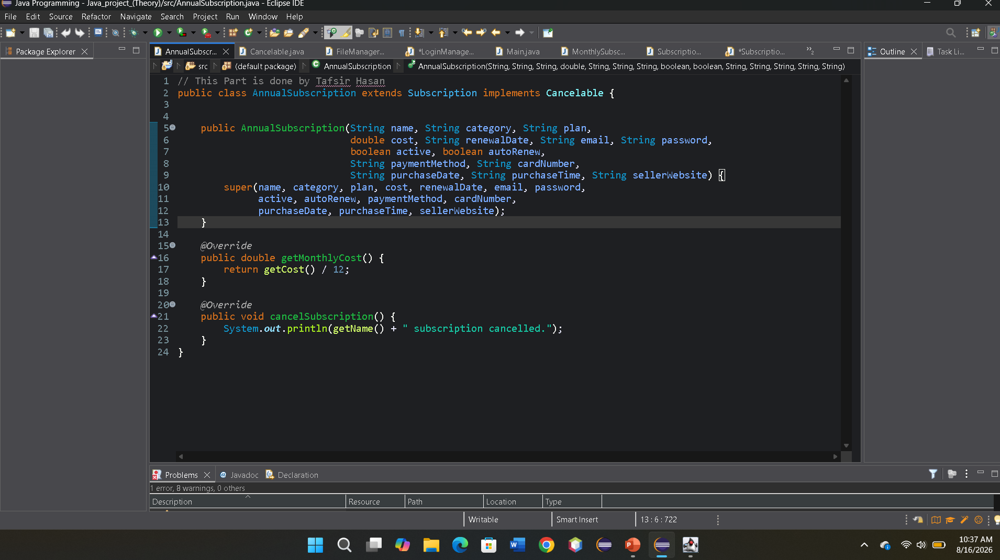 Java Programming - Java_project_(Theory)/src/AnnualSubscription.java - Eclipse IDE
File Edit Source Refactor Navigate Search Project Run Window Help
Package Explorer
AnnualSubscr... Cancelable.java FileManager... *LoginManage... Main.java MonthlySubsc... Subscriptio... *Subscriptio... »2
Outline Task Li...
src (default package) AnnualSubscription AnnualSubscription(String, String, String, double, String, String, String, boolean, boolean, String, String, String, String, String)
1 // This Part is done by Tafsir Hasan
2 public class AnnualSubscription extends Subscription implements Cancelable {
3
4
5 public AnnualSubscription(String name, String category, String plan,
6 double cost, String renewalDate, String email, String password,
7 boolean active, boolean autoRenew,
8 String paymentMethod, String cardNumber,
9 String purchaseDate, String purchaseTime, String sellerWebsite) {
10 super(name, category, plan, cost, renewalDate, email, password,
11 active, autoRenew, paymentMethod, cardNumber,
12 purchaseDate, purchaseTime, sellerWebsite);
13 }
14
15 @Override
16 public double getMonthlyCost() {
17 return getCost() / 12;
18 }
19
20 @Override
21 public void cancelSubscription() {
22 System.out.println(getName() + " subscription cancelled.");
23 }
24 }
Problems Javadoc Declaration
1 error, 8 warnings, 0 others
Description Resource Path Location Type
Writable Smart Insert 13 : 6 : 722
10:37 AM
8/16/2026